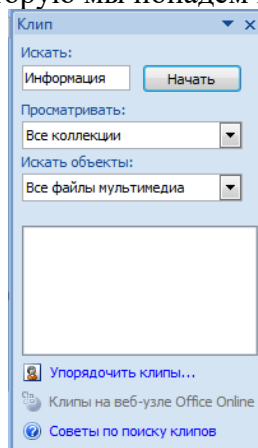 Клип
Искать:
Информация
Начать
Просматривать:
Все коллекции
Искать объекты:
Все файлы мультимедиа
Упорядочить клипы...
Клипы на веб-узле Office Online
Советы по поиску клипов